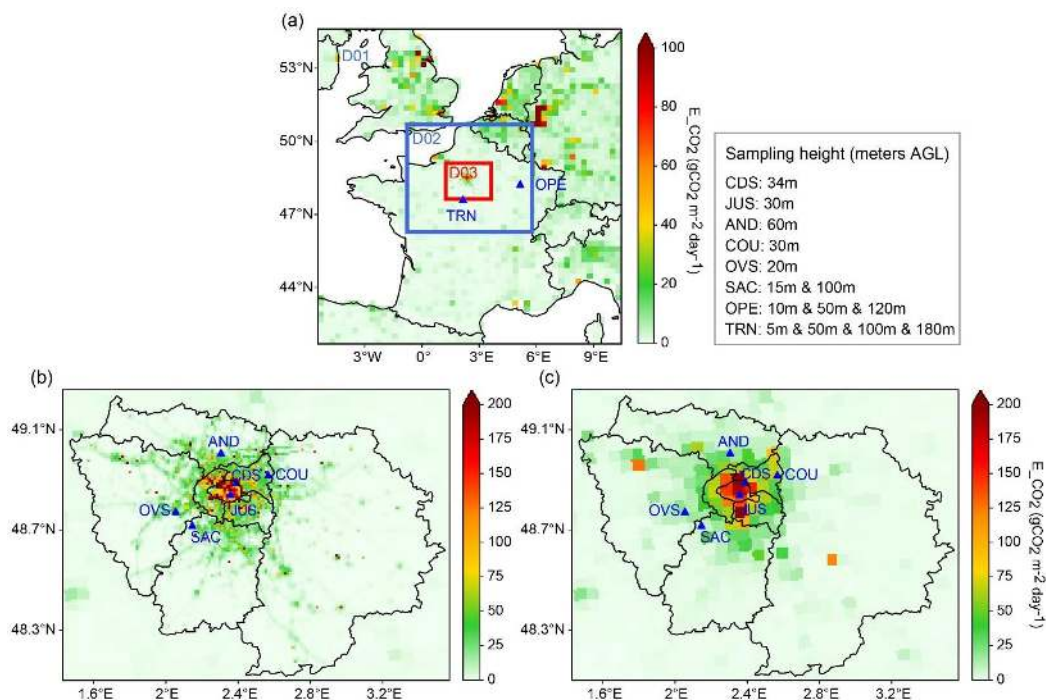 (a)
D01
D02
D03
OPE
TRN
53°N
50°N
47°N
44°N
3°W
0°
3°E
6°E
9°E
100
80
60
40
20
0
E_CO₂ (gCO₂ m⁻² day⁻¹)
Sampling height (meters AGL)
CDS: 34m
JUS: 30m
AND: 60m
COU: 30m
OVS: 20m
SAC: 15m & 100m
OPE: 10m & 50m & 120m
TRN: 5m & 50m & 100m & 180m
(b)
AND
CDS
COU
OVS
JUS
SAC
49.1°N
48.7°N
48.3°N
1.6°E
2°E
2.4°E
2.8°E
3.2°E
200
175
150
125
100
75
50
25
0
(c)
AND
CDS
COU
OVS
JUS
SAC
49.1°N
48.7°N
48.3°N
1.6°E
2°E
2.4°E
2.8°E
3.2°E
200
175
150
125
100
75
50
25
0
E_CO₂ (gCO₂ m⁻² day⁻¹)